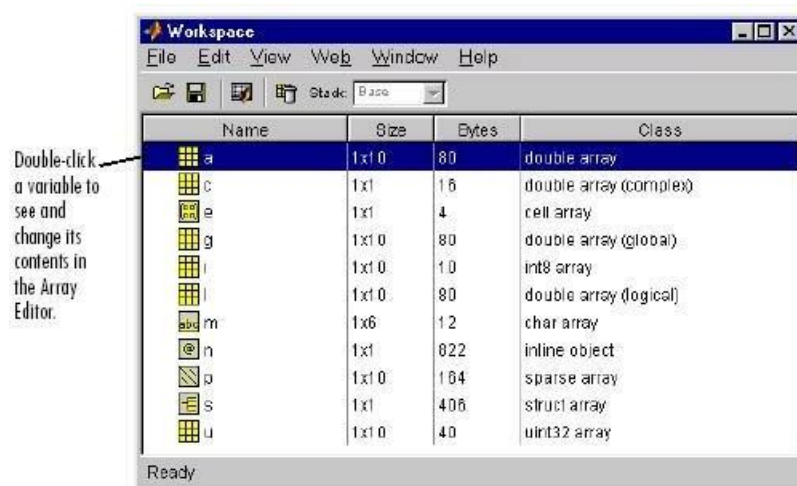 Workspace
File Edit View Web Window Help
Stack: Base
Name Size Bytes Class
a 1x10 80 double array
c 1x1 16 double array (complex)
e 1x1 4 cell array
g 1x10 80 double array (global)
i 1x10 10 int8 array
l 1x10 80 double array (logical)
abc m 1x6 12 char array
@ n 1x1 822 inline object
p 1x10 164 sparse array
s 1x1 406 struct array
u 1x10 40 uint32 array
Ready
Double-click
a variable to
see and
change its
contents in
the Array
Editor.